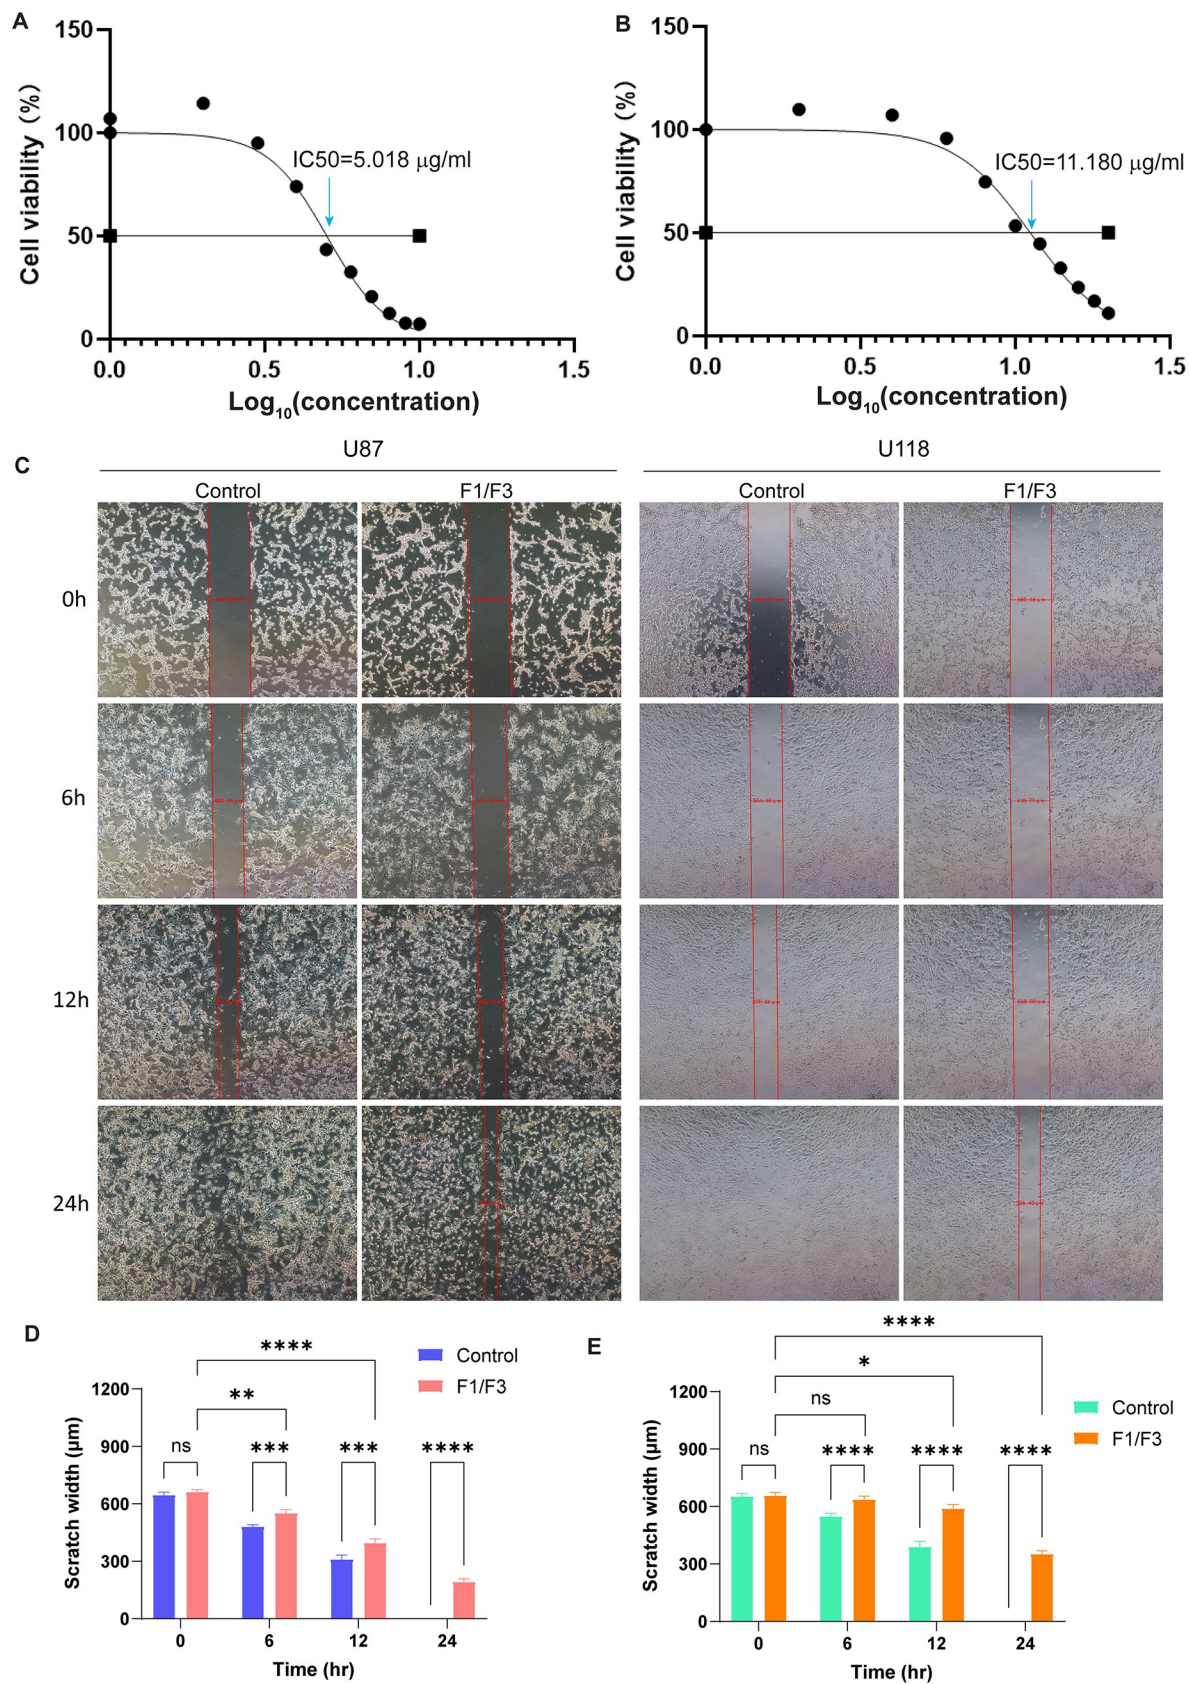 A
150
100
50
0
Cell viability (%)
IC50=5.018 μg/ml
0.0 0.5 1.0 1.5
Log10(concentration)
B
150
100
50
0
Cell viability (%)
IC50=11.180 μg/ml
0.0 0.5 1.0 1.5
Log10(concentration)
C
U87 U118
Control F1/F3 Control F1/F3
0h
6h
12h
24h
D
**** 
**
ns *** *** ****
Control
F1/F3
1200
900
600
300
0
Scratch width (μm)
0 6 12 24
Time (hr)
E
****
*
ns
ns **** **** ****
Control
F1/F3
1200
900
600
300
0
Scratch width (μm)
0 6 12 24
Time (hr)